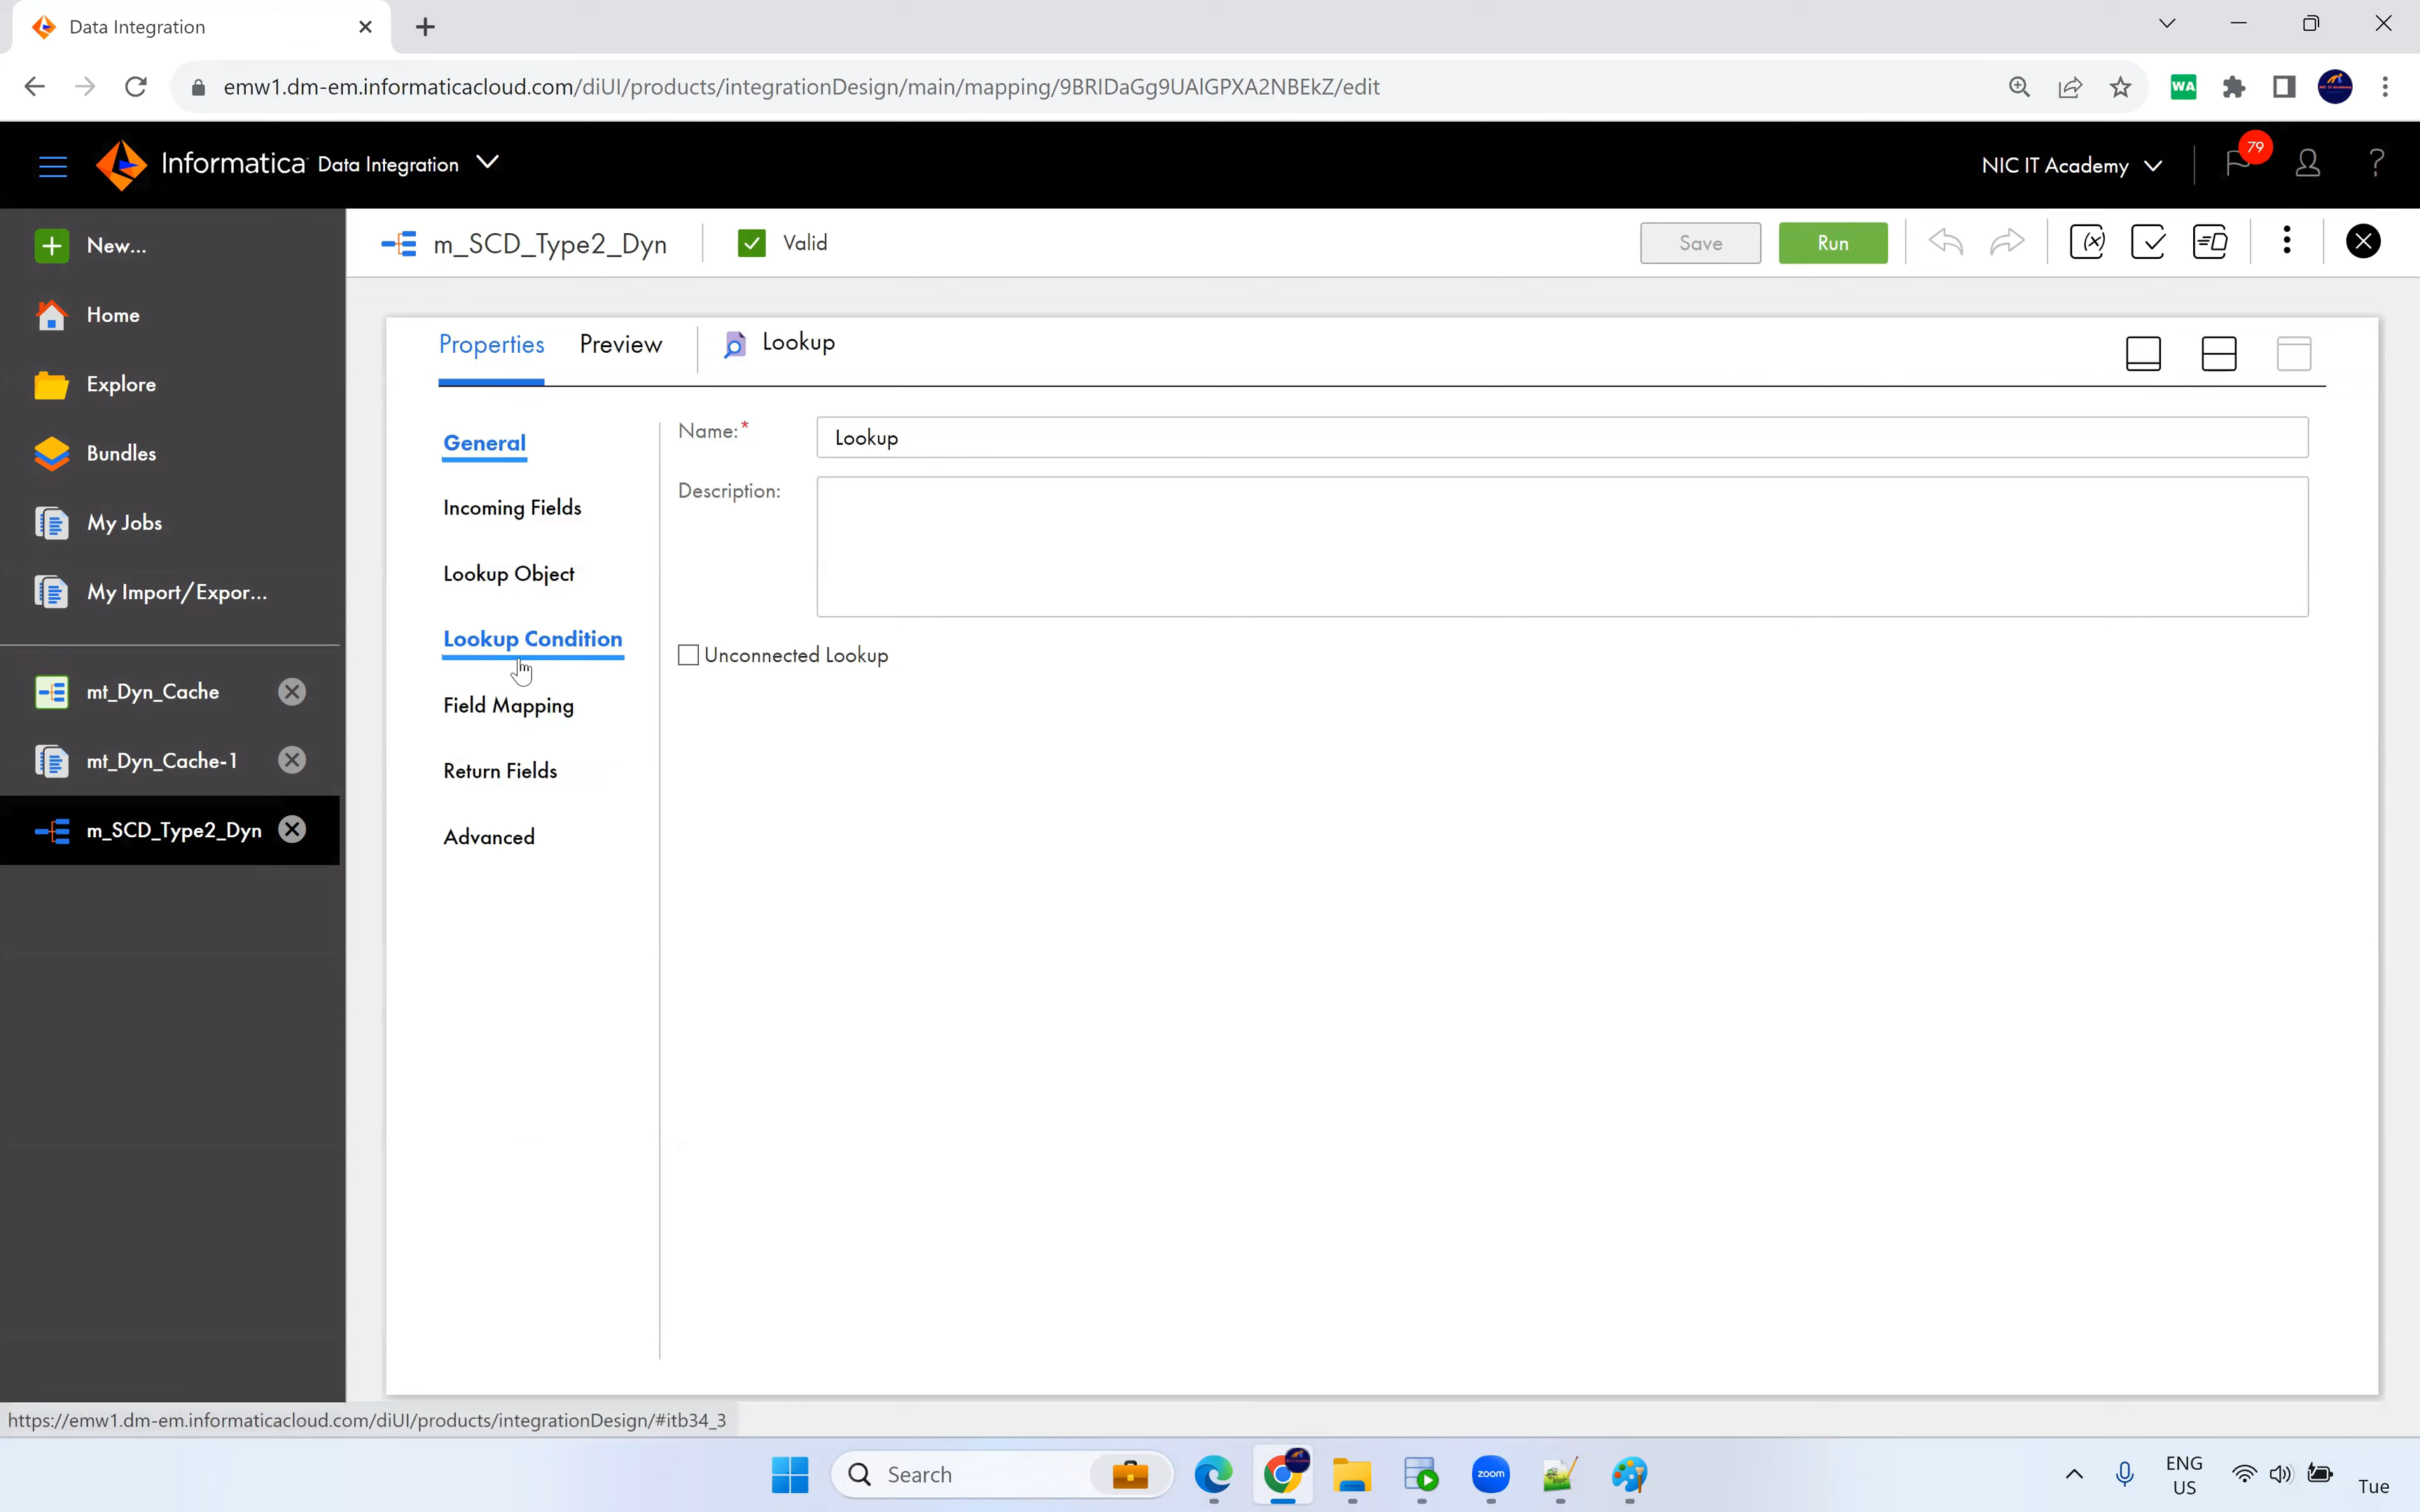 Data Integration
emw1.dm-em.informaticacloud.com/diUI/products/integrationDesign/main/mapping/9BRIDaGg9UAlGPXA2NBEkZ/edit
WA
Informatica Data Integration
NIC IT Academy
79
?
New...
m_SCD_Type2_Dyn
Valid
Save
Run
Home
Explore
Bundles
My Jobs
My Import/Expor...
mt_Dyn_Cache
mt_Dyn_Cache-1
m_SCD_Type2_Dyn
Properties
Preview
Lookup
General
Incoming Fields
Lookup Object
Lookup Condition
Field Mapping
Return Fields
Advanced
Name:*
Lookup
Description:
Unconnected Lookup
https://emw1.dm-em.informaticacloud.com/diUI/products/integrationDesign/#itb34_3
Search
zoom
ENG
US
Tue